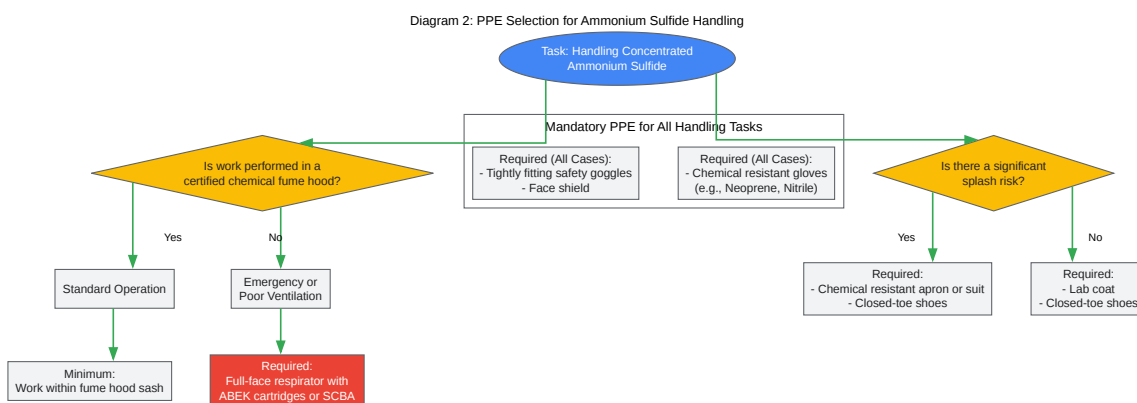 Diagram 2: PPE Selection for Ammonium Sulfide Handling
Task: Handling Concentrated
Ammonium Sulfide
Mandatory PPE for All Handling Tasks
Is work performed in a
certified chemical fume hood?
Required (All Cases):
- Tightly fitting safety goggles
- Face shield
Required (All Cases):
- Chemical resistant gloves
(e.g., Neoprene, Nitrile)
Is there a significant
splash risk?
Yes
No
Yes
No
Standard Operation
Emergency or
Poor Ventilation
Required:
- Chemical resistant apron or suit
- Closed-toe shoes
Required:
- Lab coat
- Closed-toe shoes
Minimum:
Work within fume hood sash
Required:
Full-face respirator with
ABEK cartridges or SCBA